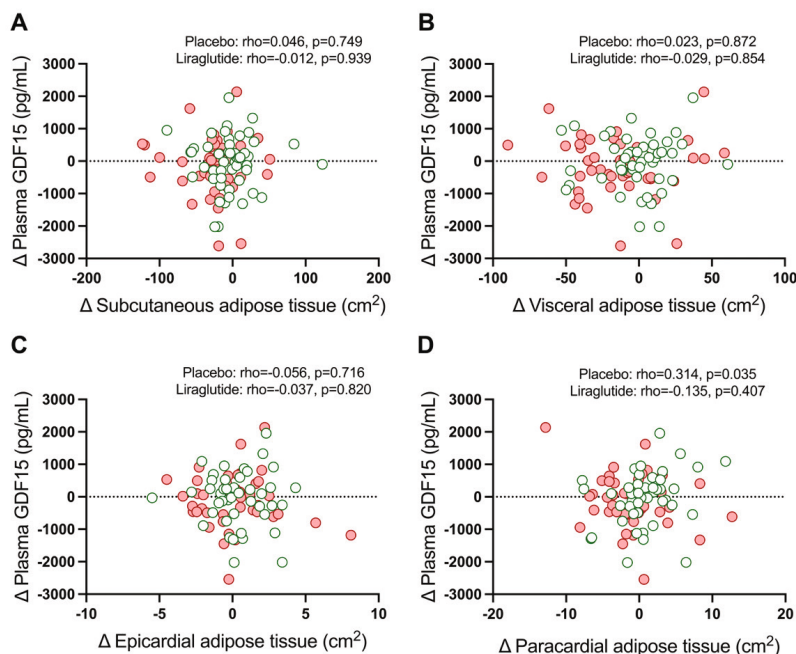 A
Placebo: rho=0.046, p=0.749
Liraglutide: rho=-0.012, p=0.939
Δ Plasma GDF15 (pg/mL)
3000
2000
1000
0
-1000
-2000
-3000
-200 -100 0 100 200
Δ Subcutaneous adipose tissue (cm²)
B
Placebo: rho=0.023, p=0.872
Liraglutide: rho=-0.029, p=0.854
Δ Plasma GDF15 (pg/mL)
3000
2000
1000
0
-1000
-2000
-3000
-100 -50 0 50 100
Δ Visceral adipose tissue (cm²)
C
Placebo: rho=-0.056, p=0.716
Liraglutide: rho=-0.037, p=0.820
Δ Plasma GDF15 (pg/mL)
3000
2000
1000
0
-1000
-2000
-3000
-10 -5 0 5 10
Δ Epicardial adipose tissue (cm²)
D
Placebo: rho=0.314, p=0.035
Liraglutide: rho=-0.135, p=0.407
Δ Plasma GDF15 (pg/mL)
3000
2000
1000
0
-1000
-2000
-3000
-20 -10 0 10 20
Δ Paracardial adipose tissue (cm²)